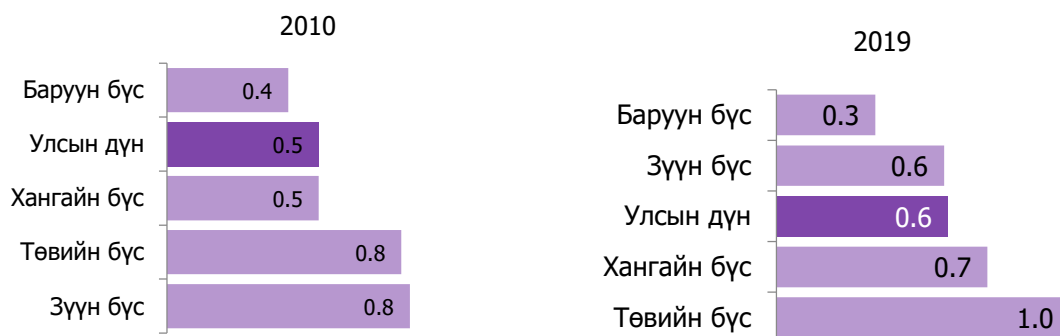 2010
Баруун бүс 0.4
Улсын дүн 0.5
Хангайн бүс 0.5
Төвийн бүс 0.8
Зүүн бүс 0.8
2019
Баруун бүс 0.3
Зүүн бүс 0.6
Улсын дүн 0.6
Хангайн бүс 0.7
Төвийн бүс 1.0